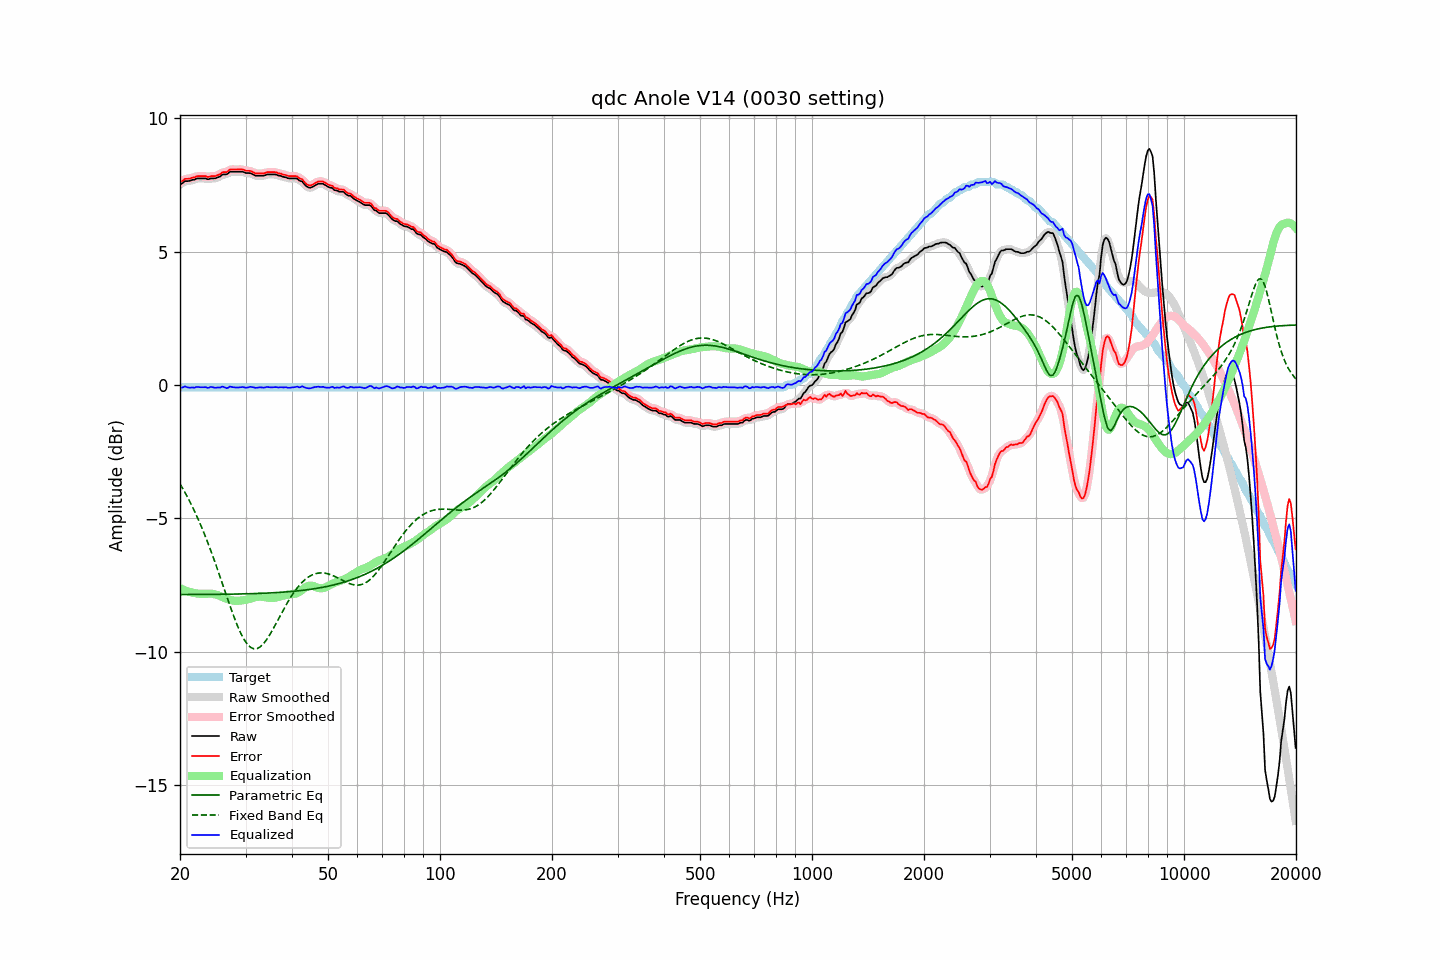 qdc Anole V14 (0030 setting)
10
5
0
−5
−10
−15
Amplitude (dBr)
Target
Raw Smoothed
Error Smoothed
Raw
Error
Equalization
Parametric Eq
Fixed Band Eq
Equalized
20 50 100 200 500 1000 2000 5000 10000 20000
Frequency (Hz)